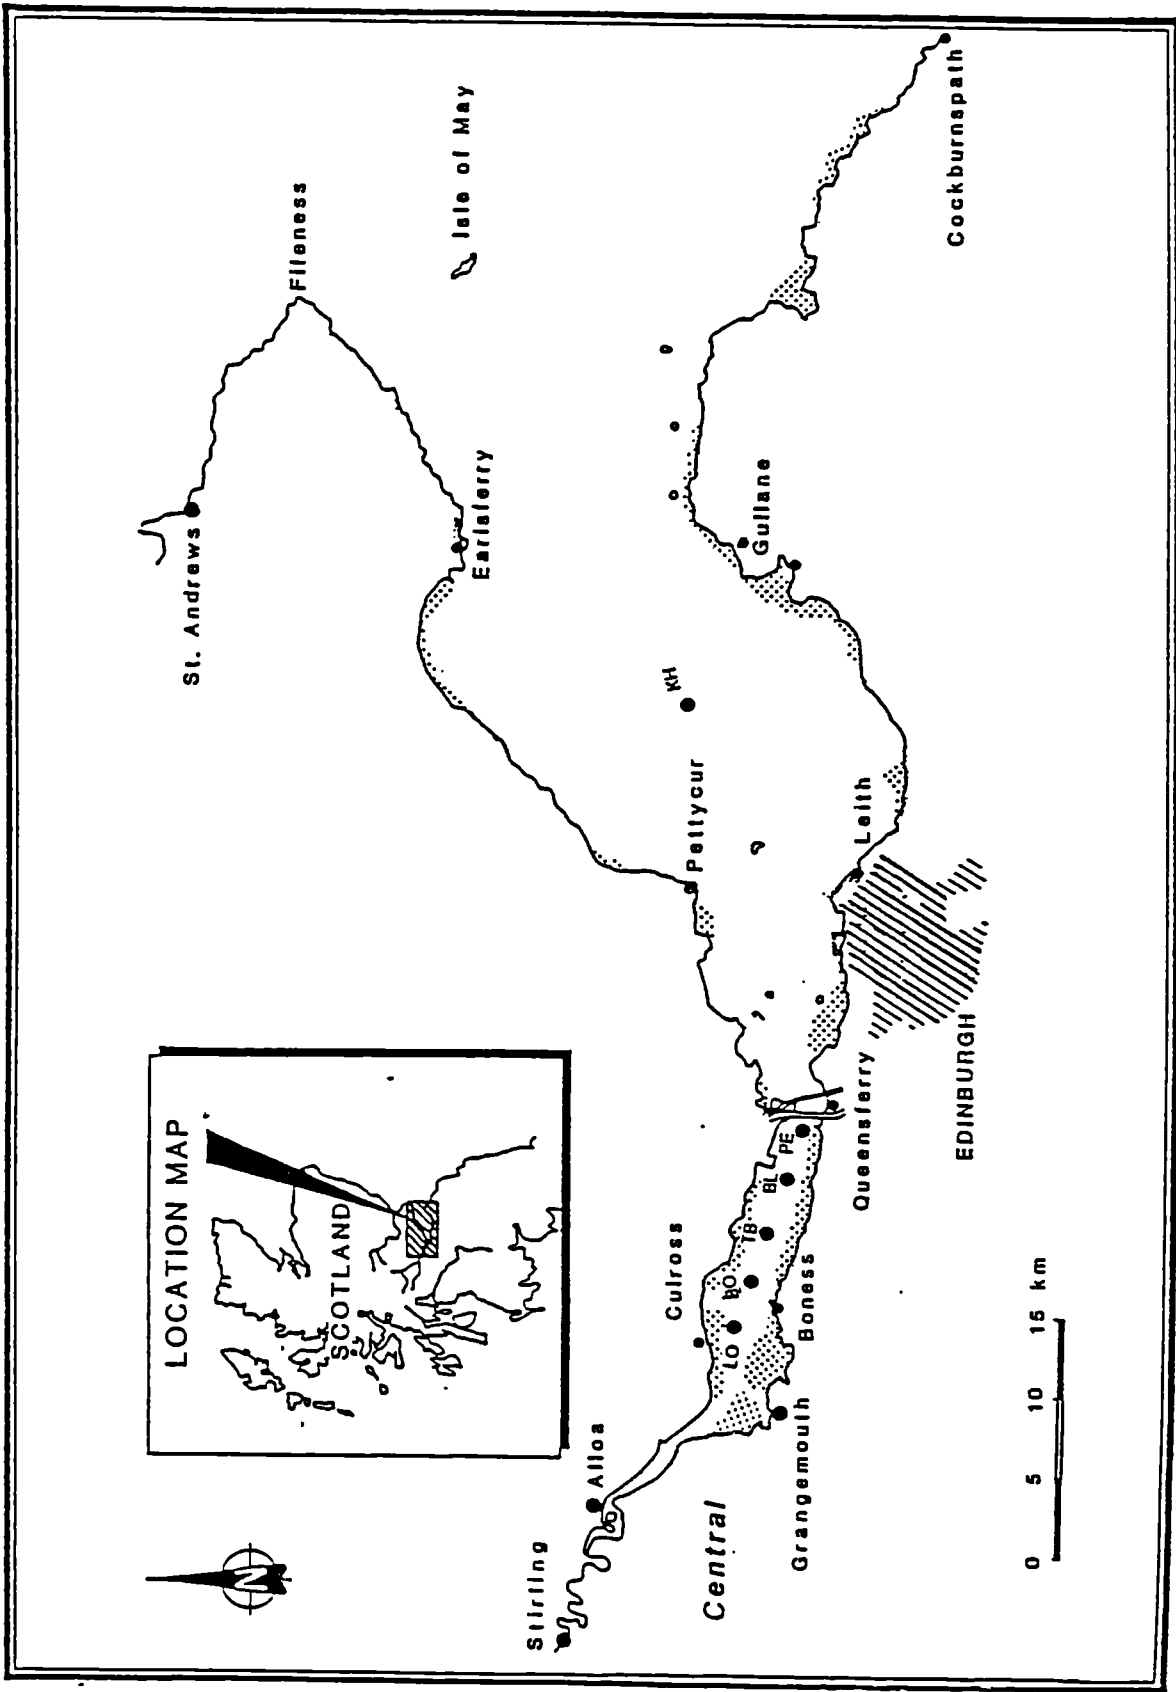 LOCATION MAP
SCOTLAND
N
St. Andrews
Fifeness
Isle of May
Earlsferry
Stirling
Alloa
Culross
Pettycur
KH
Central
LO
BO
TB
BL
PE
Gullane
Grangemouth
Boness
Queensferry
Leith
Cockburnspath
EDINBURGH
0 5 10 15 km